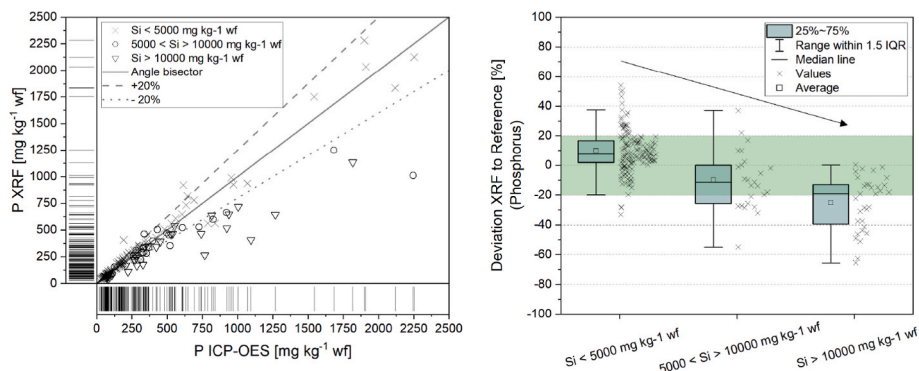 2500
2250
2000
1750
1500
1250
1000
750
500
250
0
P XRF [mg kg-1 wf]
Si < 5000 mg kg-1 wf
5000 < Si > 10000 mg kg-1 wf
Si > 10000 mg kg-1 wf
Angle bisector
+20%
- 20%
0 250 500 750 1000 1250 1500 1750 2000 2250 2500
P ICP-OES [mg kg-1 wf]
100
80
60
40
20
0
-20
-40
-60
-80
-100
Deviation XRF to Reference [%]
(Phosphorus)
25%~75%
Range within 1.5 IQR
Median line
Values
Average
Si < 5000 mg kg-1 wf
5000 < Si > 10000 mg kg-1 wf
Si > 10000 mg kg-1 wf